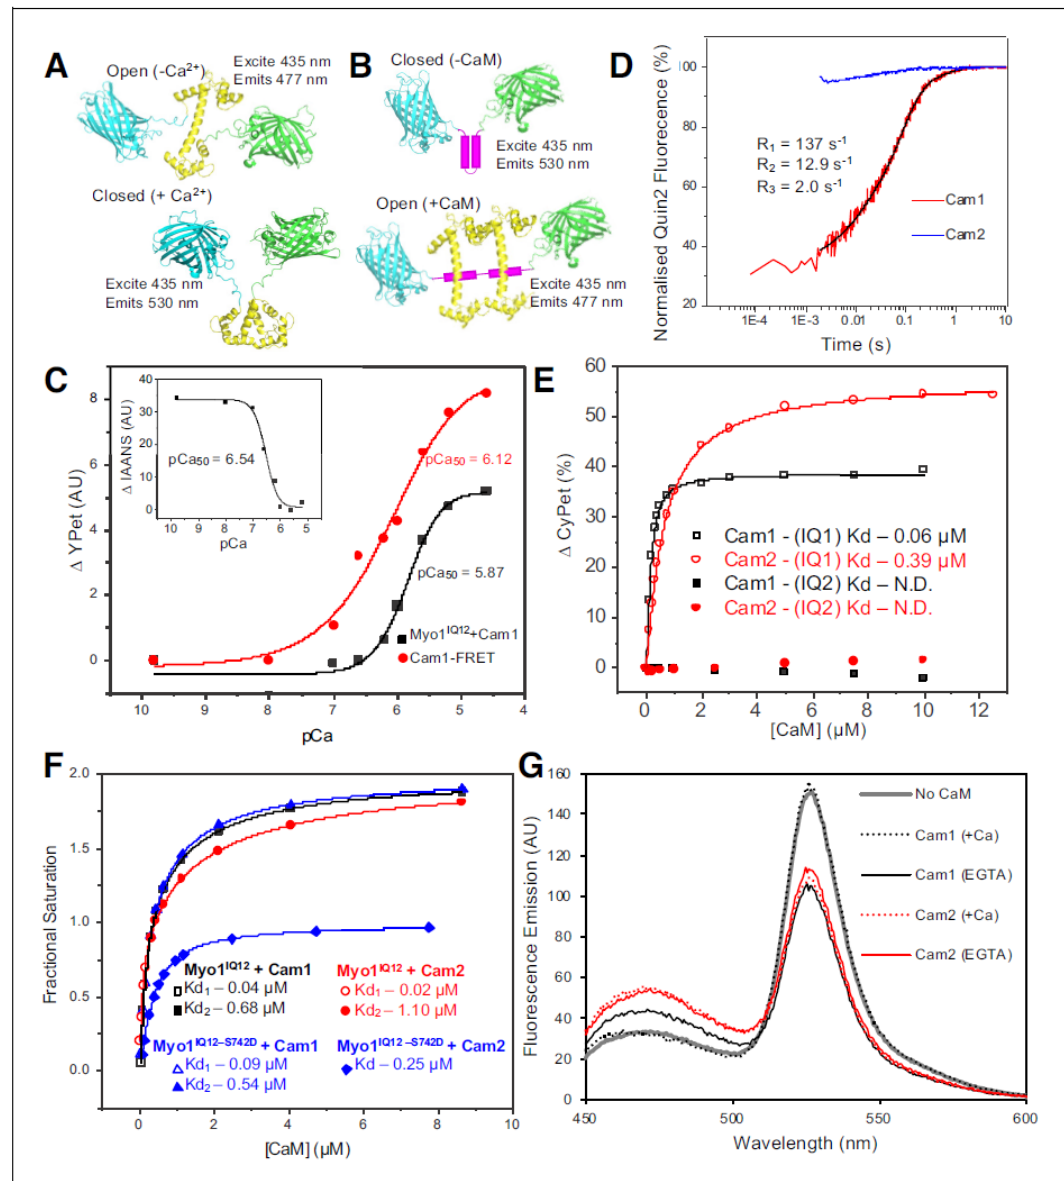 A
Open (-Ca2+)
Excite 435 nm
Emits 477 nm
Closed (+ Ca2+)
Excite 435 nm
Emits 530 nm
B
Closed (-CaM)
Excite 435 nm
Emits 530 nm
Open (+CaM)
Excite 435 nm
Emits 477 nm
D
Normalised Quin2 Fluorescence (%)
100
80
60
40
20
R1 = 137 s-1
R2 = 12.9 s-1
R3 = 2.0 s-1
Cam1
Cam2
1E-4
1E-3
0.01
0.1
1
10
Time (s)
C
Δ YPet (AU)
8
6
4
2
0
Δ IAANS (AU)
40
30
20
10
0
pCa50 = 6.54
10
9
8
7
6
5
pCa
pCa50 = 6.12
pCa50 = 5.87
Myo1IQ12+Cam1
Cam1-FRET
10
9
8
7
6
5
4
pCa
E
Δ CyPet (%)
60
50
40
30
20
10
0
Cam1 - (IQ1) Kd – 0.06 µM
Cam2 - (IQ1) Kd – 0.39 µM
Cam1 - (IQ2) Kd – N.D.
Cam2 - (IQ2) Kd – N.D.
0
2
4
6
8
10
12
[CaM] (µM)
F
Fractional Saturation
2.0
1.5
1.0
0.5
0.0
Myo1IQ12 + Cam1
Kd1 – 0.04 µM
Kd2 – 0.68 µM
Myo1IQ12 + Cam2
Kd1 – 0.02 µM
Kd2 – 1.10 µM
Myo1IQ12–S742D + Cam1
Kd1 – 0.09 µM
Kd2 – 0.54 µM
Myo1IQ12 –S742D + Cam2
Kd – 0.25 µM
0
2
4
6
8
10
[CaM] (µM)
G
Fluorescence Emission (AU)
160
140
120
100
80
60
40
20
0
No CaM
Cam1 (+Ca)
Cam1 (EGTA)
Cam2 (+Ca)
Cam2 (EGTA)
450
500
550
600
Wavelength (nm)